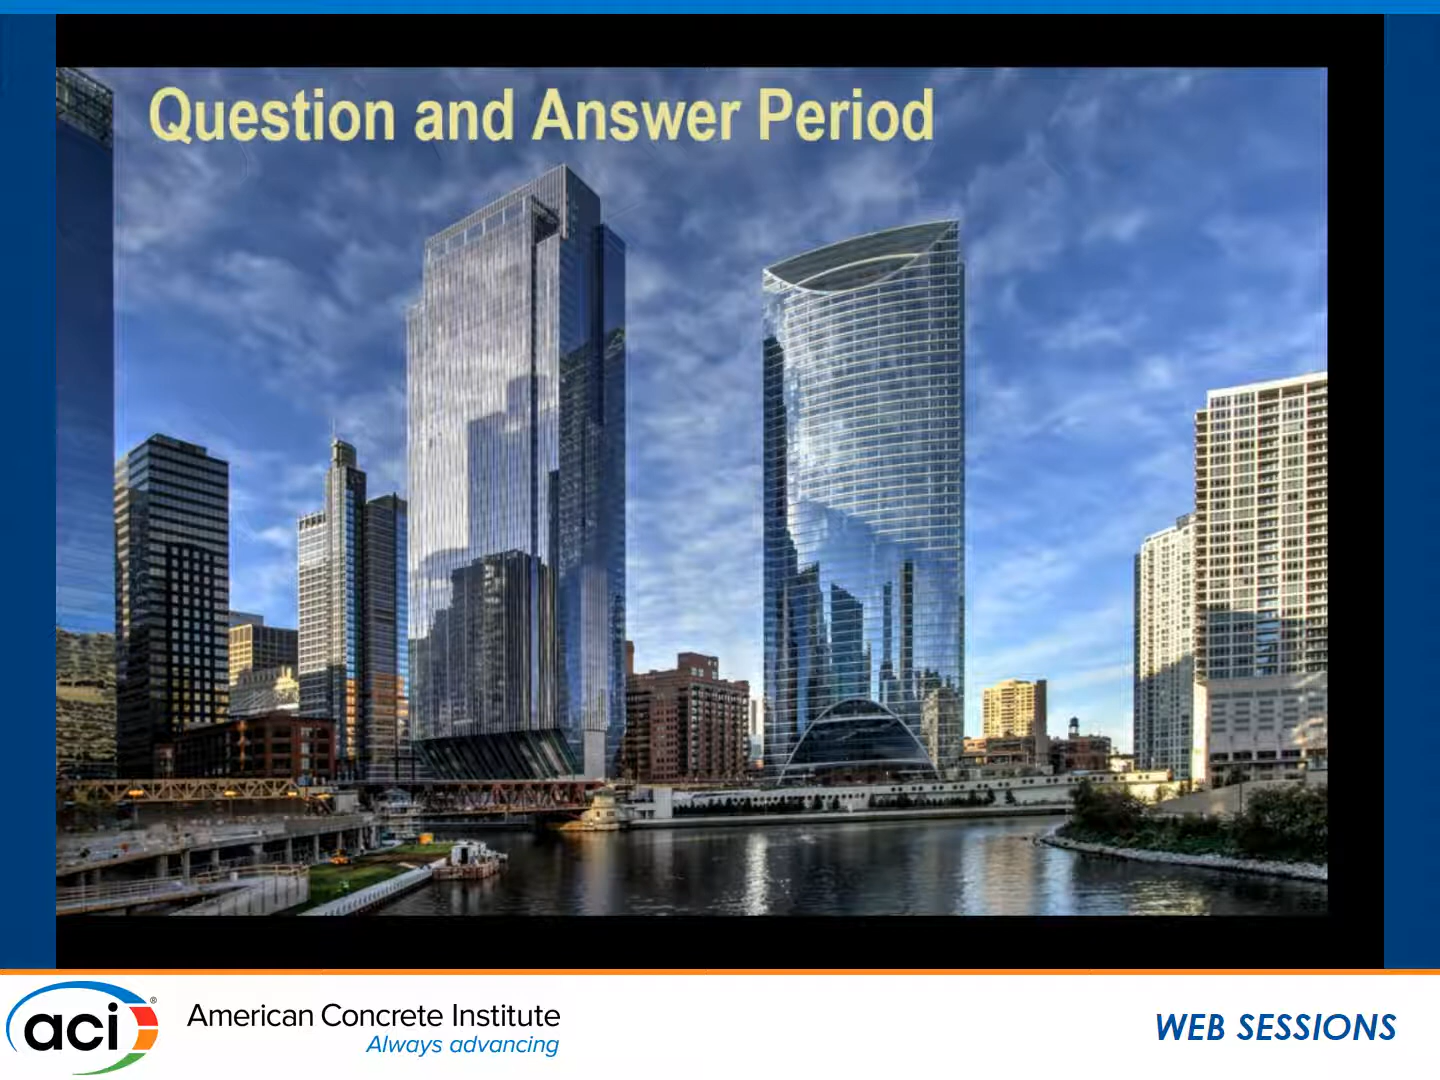 Question and Answer Period
aci®
American Concrete Institute
Always advancing
WEB SESSIONS